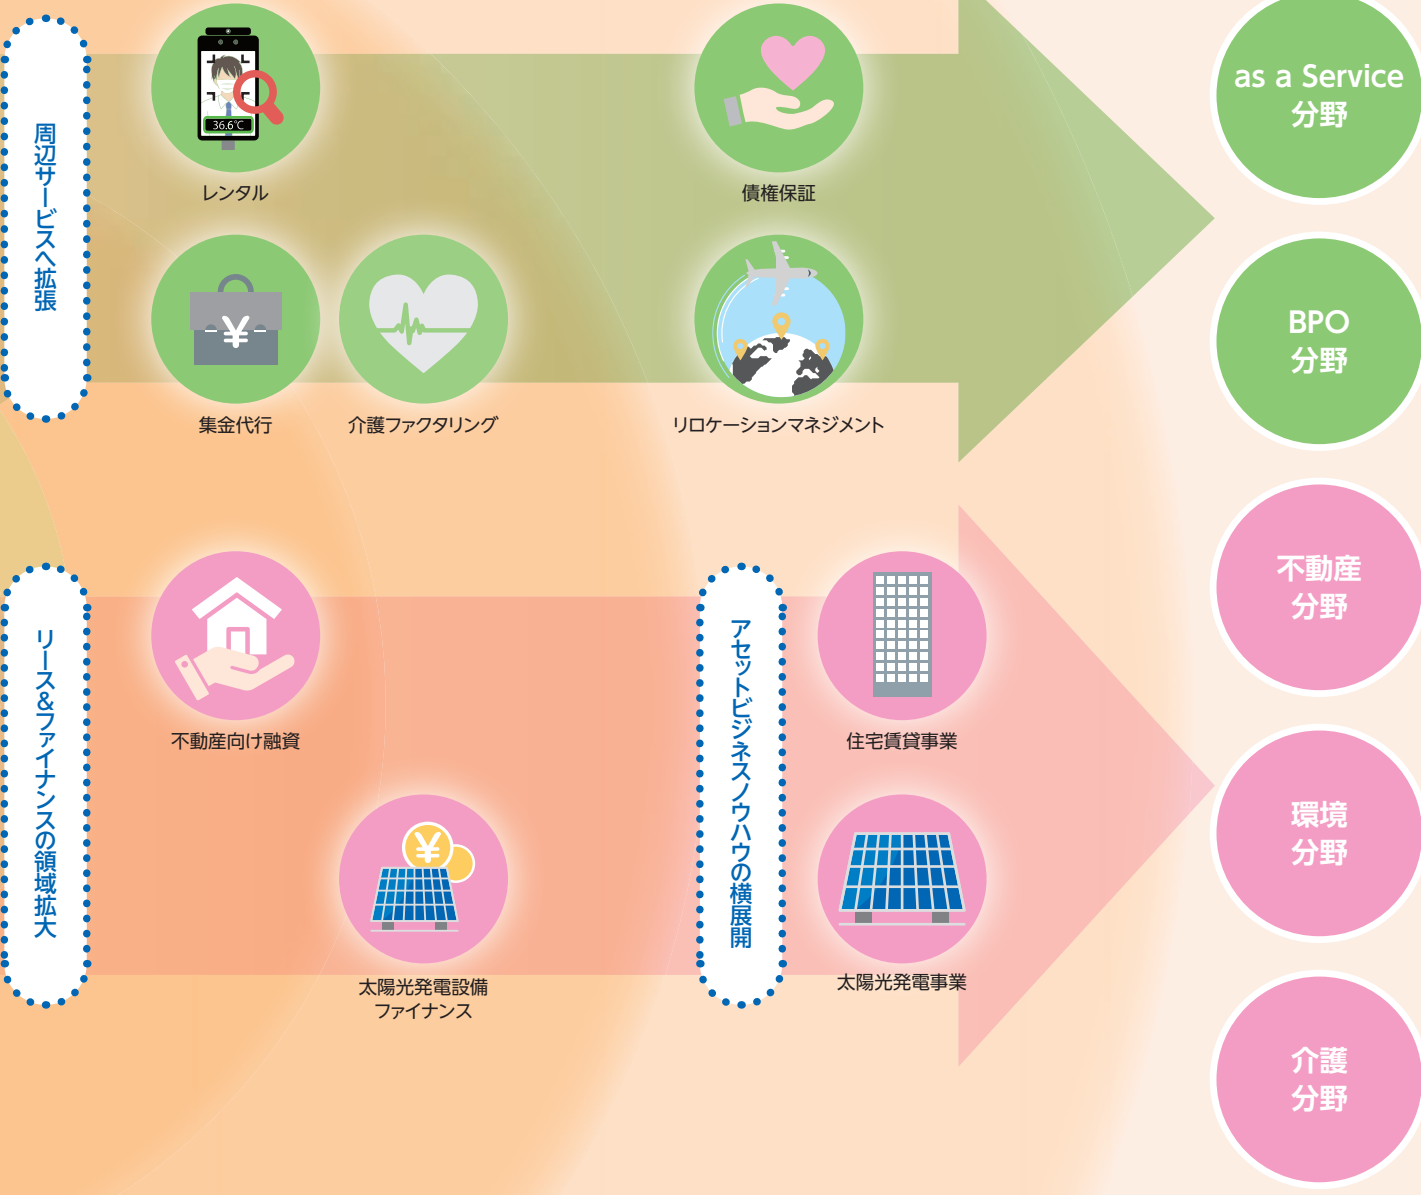 周辺サービスへ拡張
36.6℃
レンタル
債権保証
集金代行
介護ファクタリング
リロケーションマネジメント
リース&ファイナンスの領域拡大
不動産向け融資
太陽光発電設備
ファイナンス
アセットビジネスノウハウの横展開
住宅賃貸事業
太陽光発電事業
as a Service
分野
BPO
分野
不動産
分野
環境
分野
介護
分野